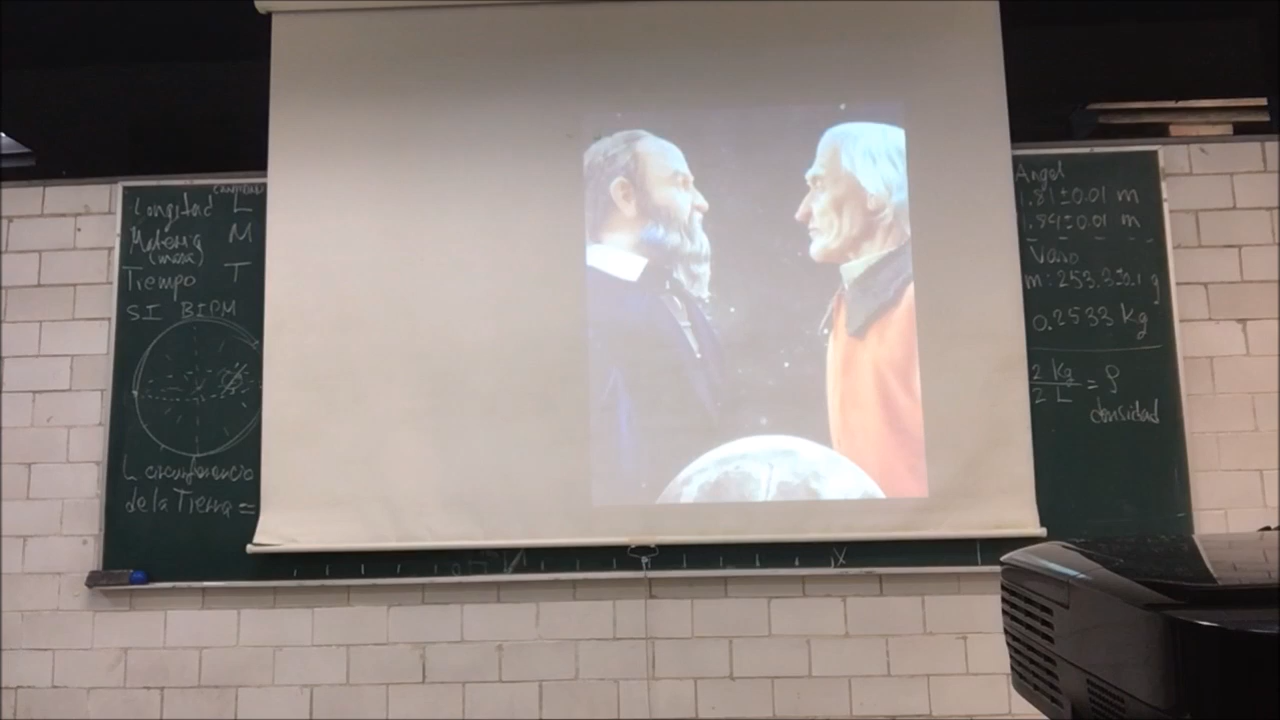 Longitud L
Materia M
(masa)
Tiempo T
SI BIPM
L circunferencia
de la Tierra =
Angel
1.81±0.01 m
1.84±0.01 m
Vaso
m: 253.3±0.1 g
0.2533 Kg
2 Kg
2 L
= ρ
densidad
X